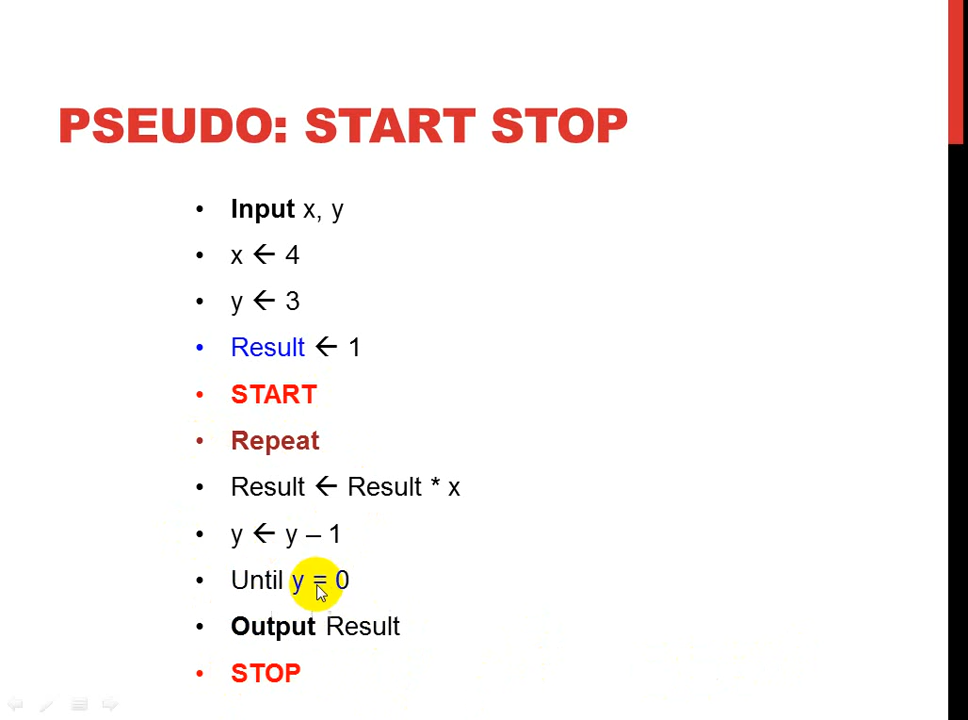 PSEUDO: START STOP
• Input x, y
• x ← 4
• y ← 3
• Result ← 1
• START
• Repeat
• Result ← Result * x
• y ← y – 1
• Until y = 0
• Output Result
• STOP